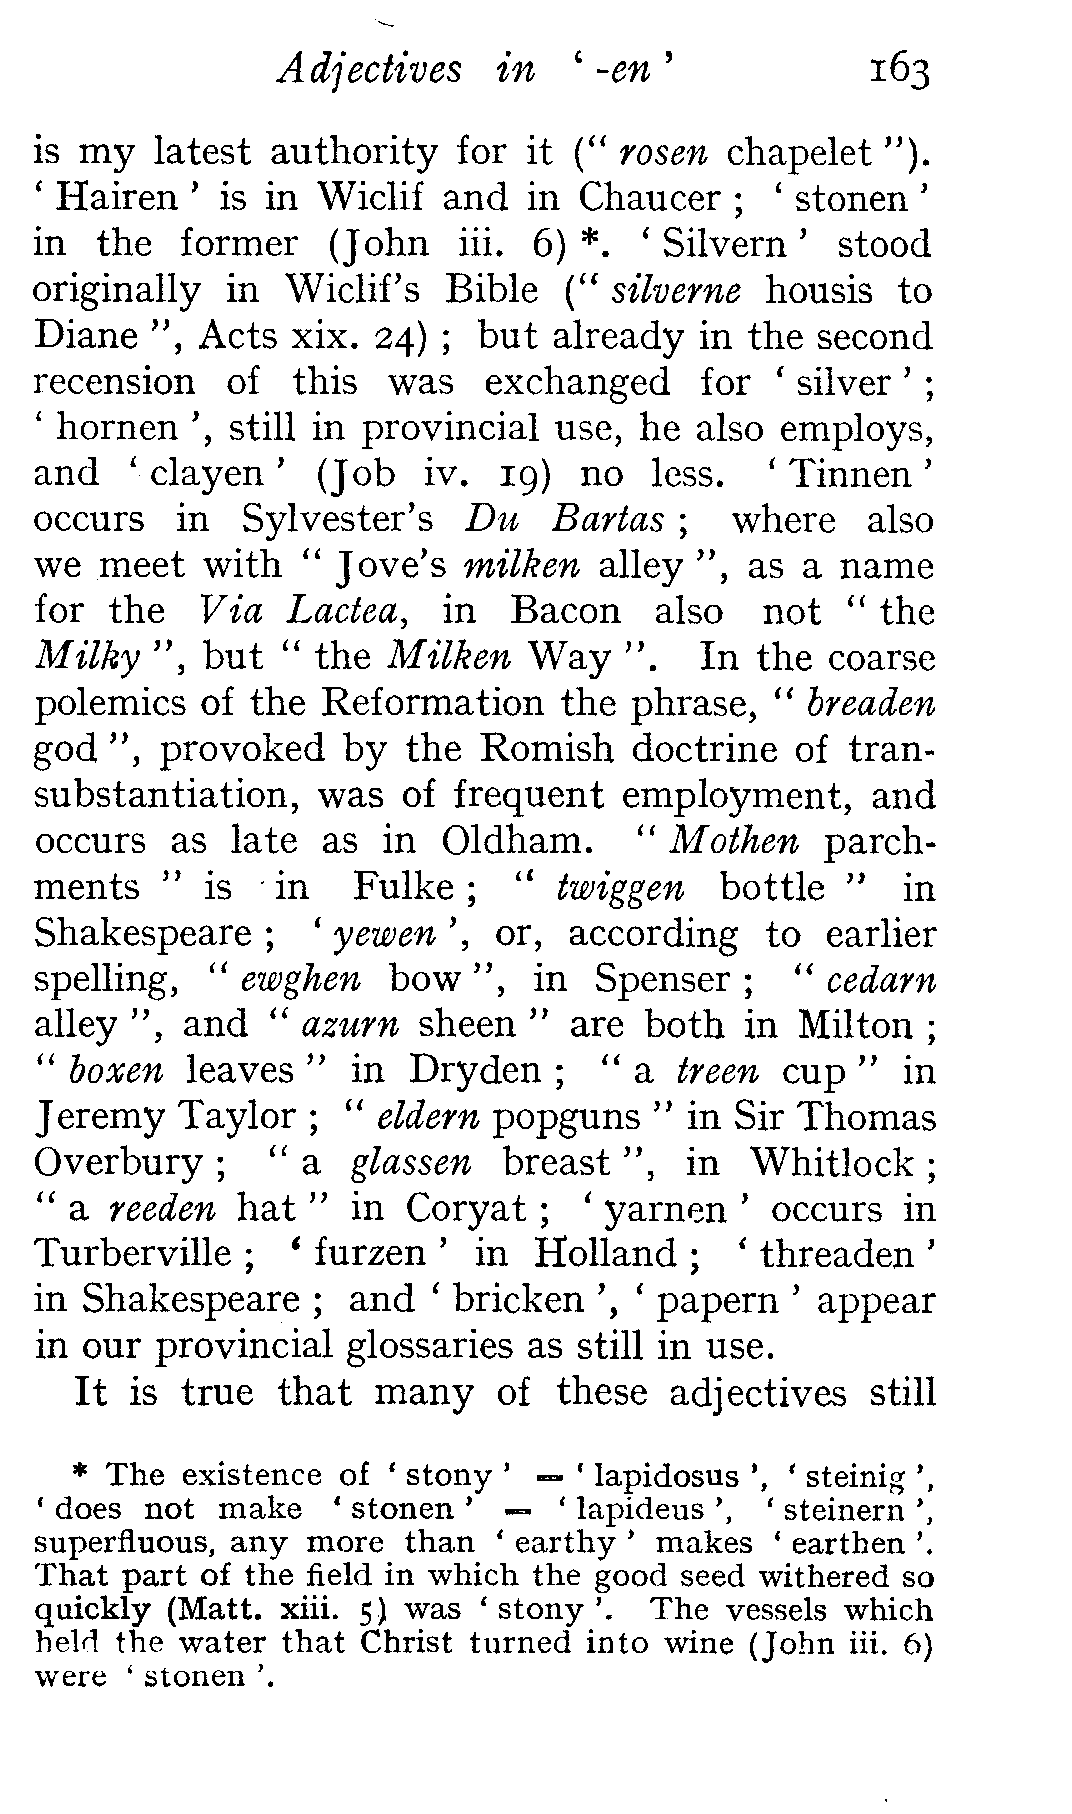 Adjectives in ‘ -en ’ 163
is my latest authority for it (“ rosen chapelet ”).
‘ Hairen ’ is in Wiclif and in Chaucer ; ‘ stonen ’
in the former (John iii. 6) *. ‘ Silvern ’ stood
originally in Wiclif’s Bible (“ silverne housis to
Diane ”, Acts xix. 24) ; but already in the second
recension of this was exchanged for ‘ silver ’ ;
‘ hornen ’, still in provincial use, he also employs,
and ‘ clayen ’ (Job iv. 19) no less. ‘ Tinnen ’
occurs in Sylvester’s Du Bartas ; where also
we meet with “ Jove’s milken alley ”, as a name
for the Via Lactea, in Bacon also not “ the
Milky ”, but “ the Milken Way ”. In the coarse
polemics of the Reformation the phrase, “ breaden
god ”, provoked by the Romish doctrine of tran-
substantiation, was of frequent employment, and
occurs as late as in Oldham. “ Mothen parch-
ments ” is in Fulke ; “ twiggen bottle ” in
Shakespeare ; ‘ yewen ’, or, according to earlier
spelling, “ ewghen bow ”, in Spenser ; “ cedarn
alley ”, and “ azurn sheen ” are both in Milton ;
“ boxen leaves ” in Dryden ; “ a treen cup ” in
Jeremy Taylor ; “ eldern popguns ” in Sir Thomas
Overbury ; “ a glassen breast ”, in Whitlock ;
“ a reeden hat ” in Coryat ; ‘ yarnen ’ occurs in
Turberville ; ‘ furzen ’ in Holland ; ‘ threaden ’
in Shakespeare ; and ‘ bricken ’, ‘ papern ’ appear
in our provincial glossaries as still in use.
It is true that many of these adjectives still
* The existence of ‘ stony ’ = ‘ lapidosus ’, ‘ steinig ’,
‘ does not make ‘ stonen ’ = ‘ lapideus ’, ‘ steinern ’,
superfluous, any more than ‘ earthy ’ makes ‘ earthen ’.
That part of the field in which the good seed withered so
quickly (Matt. xiii. 5) was ‘ stony ’. The vessels which
held the water that Christ turned into wine (John iii. 6)
were ‘ stonen ’.